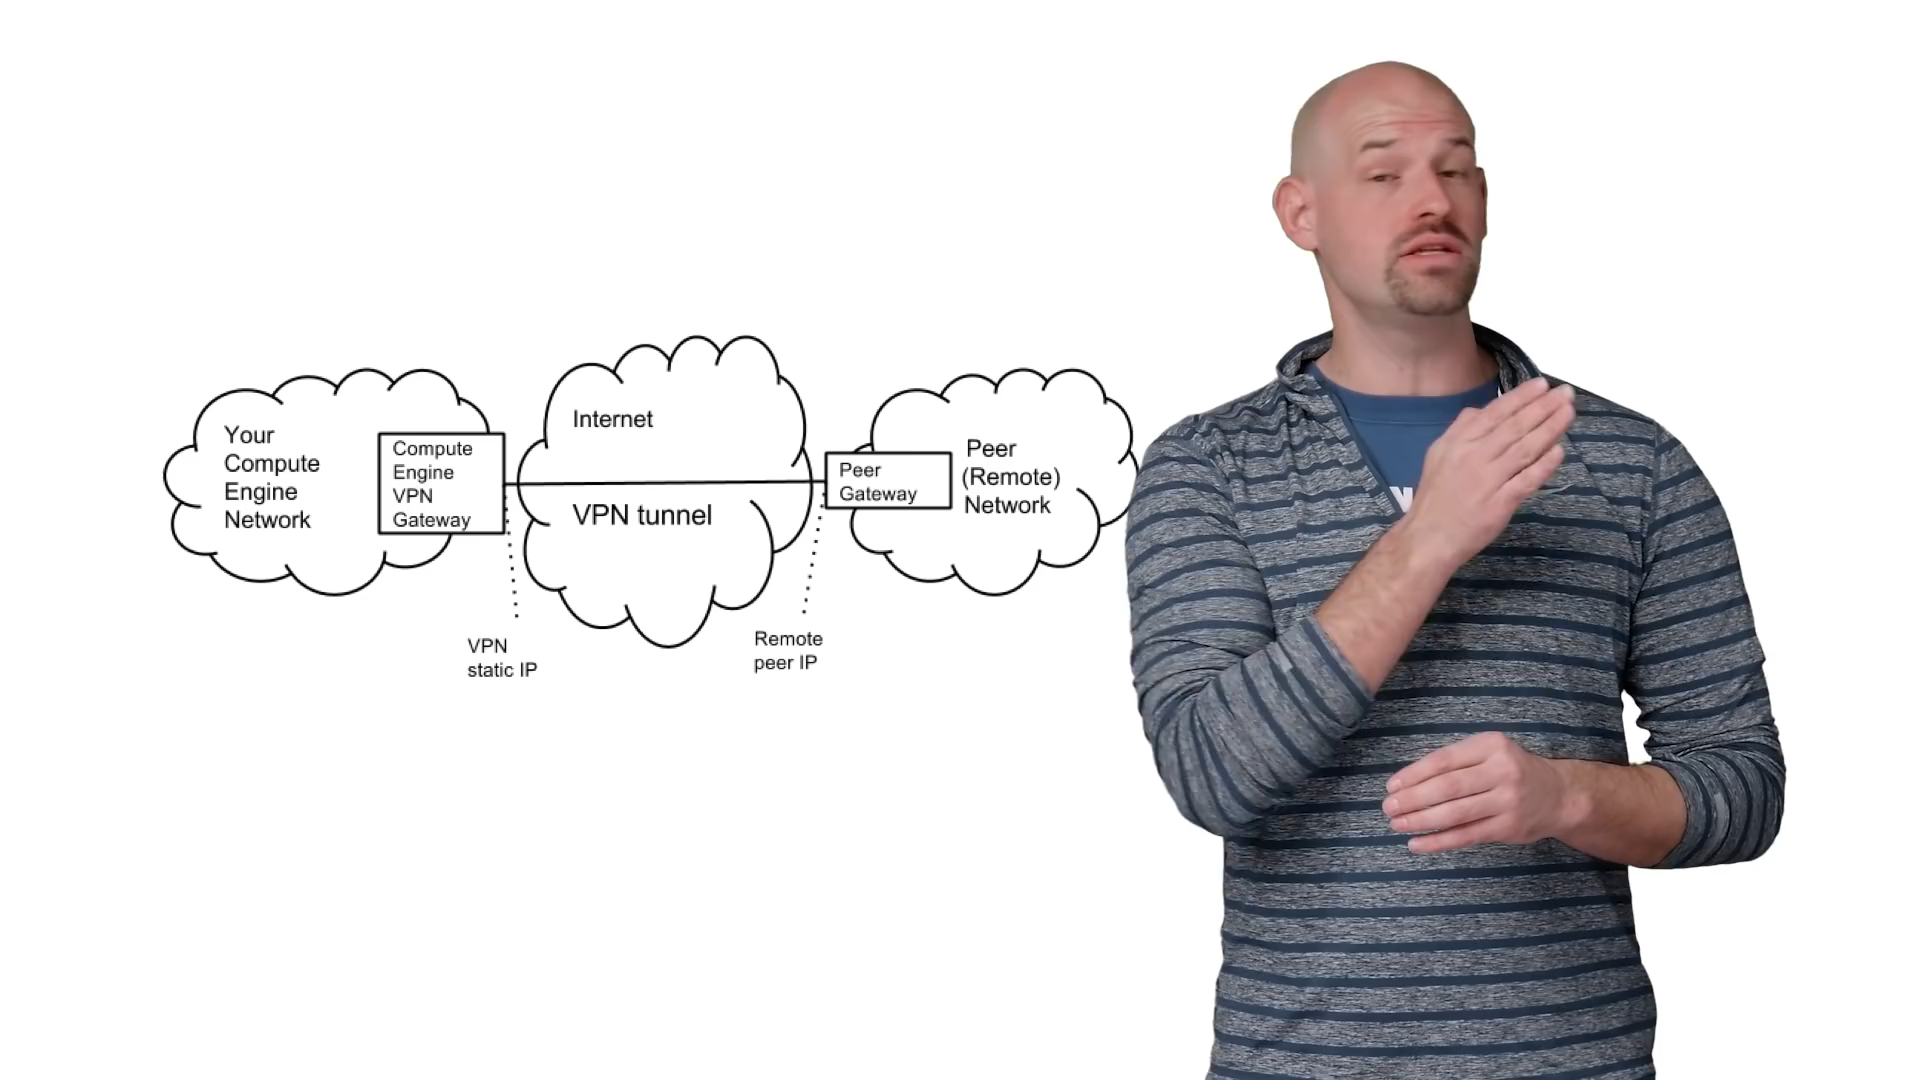 Your
Compute
Engine
Network
Compute
Engine
VPN
Gateway
Internet
VPN tunnel
Peer
Gateway
Peer
(Remote)
Network
VPN
static IP
Remote
peer IP